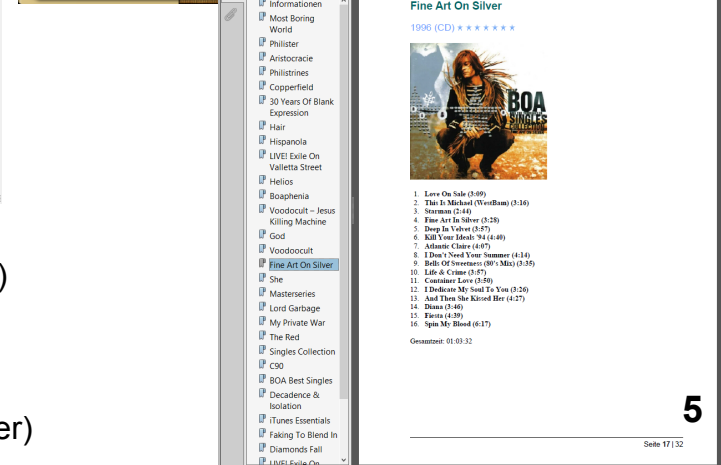 Informationen
Most Boring
World
Philister
Aristocracie
Philistrines
Copperfield
30 Years Of Blank
Expression
Hair
Hispanola
LIVE! Exile On
Valletta Street
Helios
Boaphenia
Voodocult – Jesus
Killing Machine
God
Voodoocult
Fine Art On Silver
She
Masterseries
Lord Garbage
My Private War
The Red
Singles Collection
C90
BOA Best Singles
Decadence &
Isolation
iTunes Essentials
Faking To Blend In
Diamonds Fall
LIVE! Exile On
)
er)
Fine Art On Silver
1996 (CD) ★ ★ ★ ★ ★ ★ ★
BOA
SINGLES
COLLECTION
1. Love On Sale (3:09)
2. This Is Michael (WestBam) (3:16)
3. Starman (2:44)
4. Fine Art In Silver (3:28)
5. Deep In Velvet (3:57)
6. Kill Your Ideals '94 (4:40)
7. Atlantic Claire (4:07)
8. I Don't Need Your Summer (4:14)
9. Bells Of Sweetness (80's Mix) (3:35)
10. Life & Crime (3:57)
11. Container Love (3:50)
12. I Dedicate My Soul To You (3:26)
13. And Then She Kissed Her (4:27)
14. Diana (3:46)
15. Fiesta (4:39)
16. Spin My Blood (6:17)
Gesamtzeit: 01:03:32
5
Seite 17 | 32